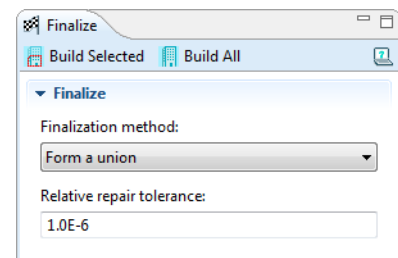 Finalize
Build Selected Build All
Finalize
Finalization method:
Form a union
Relative repair tolerance:
1.0E-6